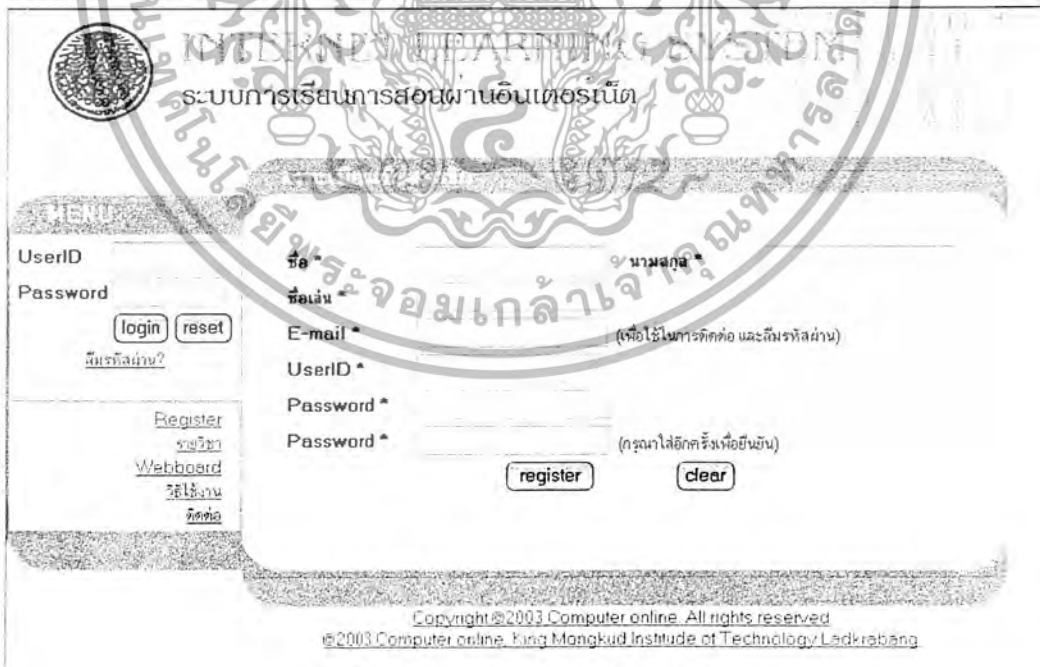 INTERNET LEARNING SYSTEM
ระบบการเรียนการสอนผ่านอินเตอร์เน็ต
MENU
UserID
Password
login reset
ลืมรหัสผ่าน?
Register
รายวิชา
Webboard
วิธีใช้งาน
ติดต่อ
ชื่อ * นามสกุล *
ชื่อเล่น *
E-mail * (เพื่อใช้ในการติดต่อ และลืมรหัสผ่าน)
UserID *
Password *
Password * (กรุณาใส่อีกครั้งเพื่อยืนยัน)
register clear
Copyright©2003 Computer online. All rights reserved
©2003 Computer online, King Mongkud Institude of Technology Ladkrabang